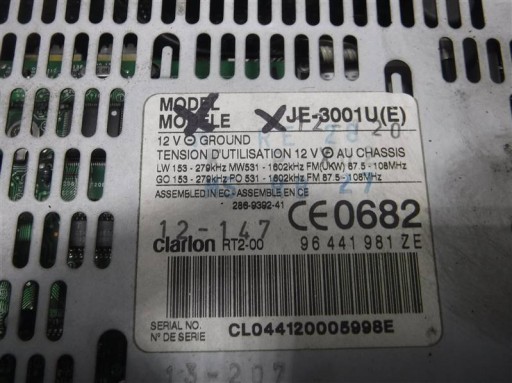 MODEL
MODELE JE-3001U(E)
12 V ⊖ GROUND
TENSION D'UTILISATION 12 V ⊖ AU CHASSIS
LW 153 - 279kHz MW531 - 1602kHz FM(UKW) 87.5 - 108MHz
GO 153 - 279kHz PO 531 - 1602kHz FM 87.5 - 108MHz
ASSEMBLED IN EC ASSEMBLE EN CE
286-9392-41
CE0682
12-147
Clarion RT2-00 96 441 981 ZE
SERIAL NO.
N° DE SERIE CL044120005998E
13-207